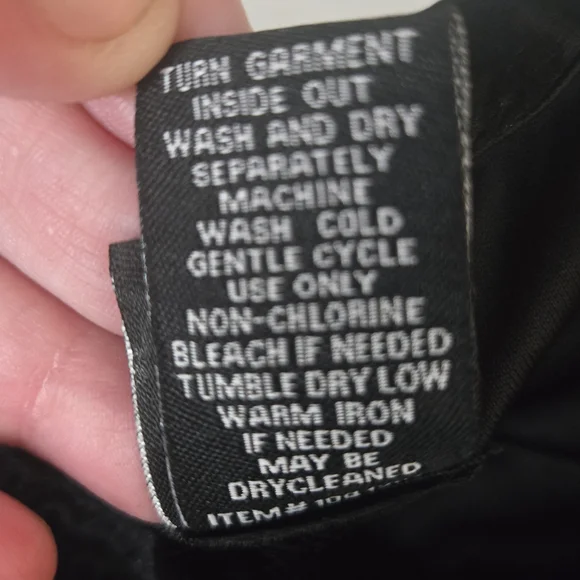 TURN GARMENT
INSIDE OUT
WASH AND DRY
SEPARATELY
MACHINE
WASH COLD
GENTLE CYCLE
USE ONLY
NON-CHLORINE
BLEACH IF NEEDED
TUMBLE DRY LOW
WARM IRON
IF NEEDED
MAY BE
DRYCLEANED
ITEM#